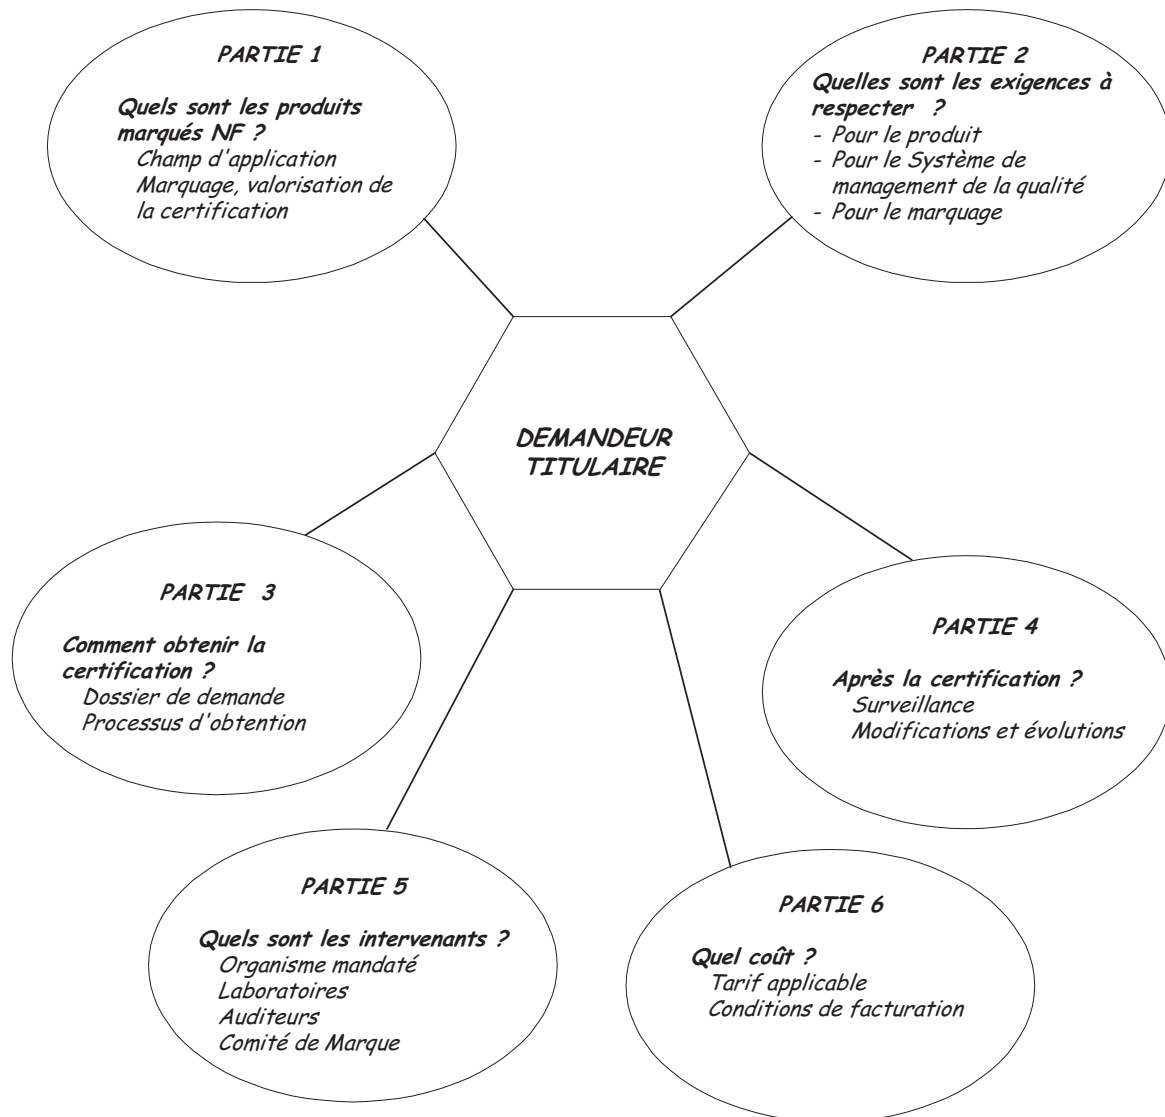 PARTIE 1
Quels sont les produits
marqués NF ?
Champ d'application
Marquage, valorisation de
la certification
PARTIE 2
Quelles sont les exigences à
respecter ?
- Pour le produit
- Pour le Système de
management de la qualité
- Pour le marquage
DEMANDEUR
TITULAIRE
PARTIE 3
Comment obtenir la
certification ?
Dossier de demande
Processus d'obtention
PARTIE 4
Après la certification ?
Surveillance
Modifications et évolutions
PARTIE 5
Quels sont les intervenants ?
Organisme mandaté
Laboratoires
Auditeurs
Comité de Marque
PARTIE 6
Quel coût ?
Tarif applicable
Conditions de facturation